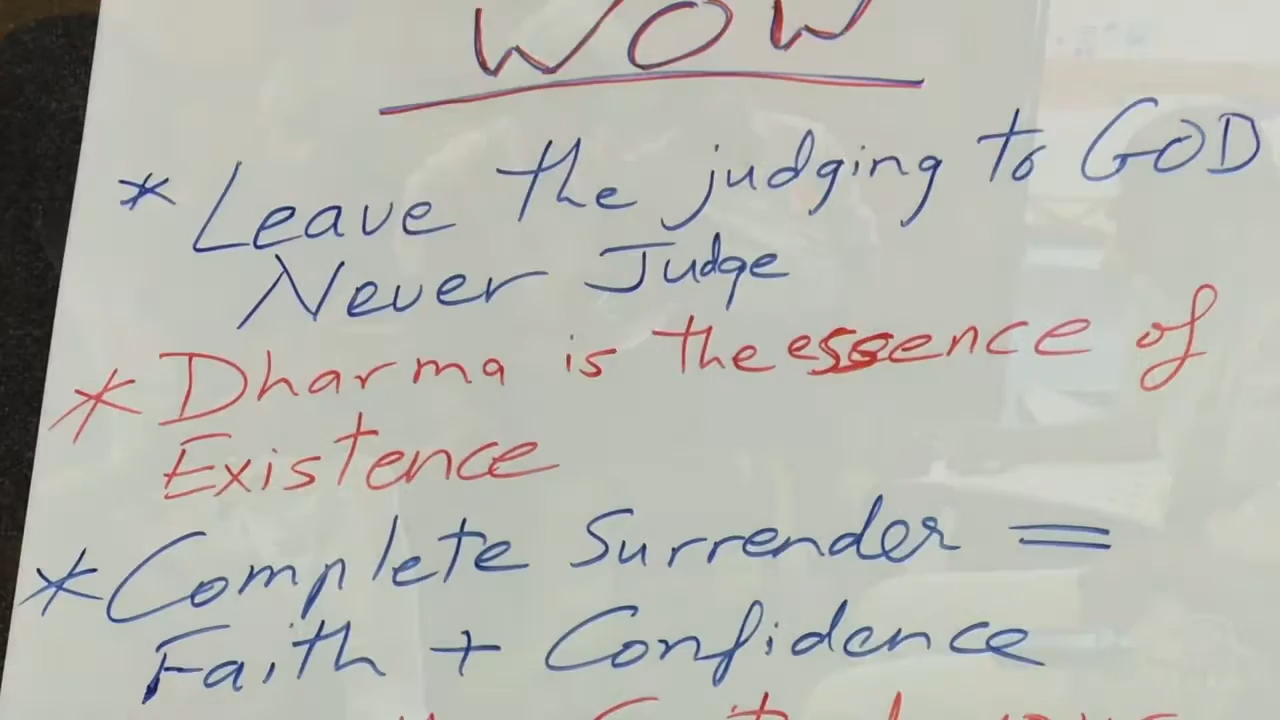 WOW
* Leave the judging to GOD
Never Judge
* Dharma is the essence of
Existence
* Complete Surrender =
Faith + Confidence